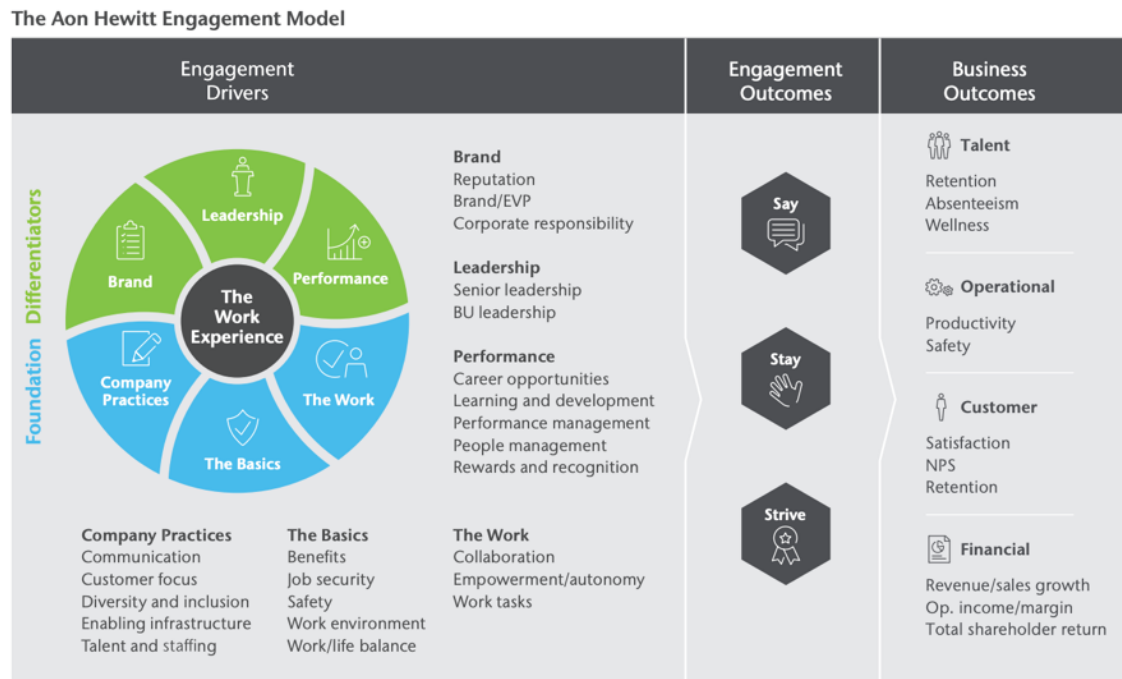 The Aon Hewitt Engagement Model
Engagement
Drivers
Engagement
Outcomes
Business
Outcomes
Foundation Differentiators
Leadership
Brand
Performance
The
Work
Experience
Company
Practices
The Work
The Basics
Brand
Reputation
Brand/EVP
Corporate responsibility
Leadership
Senior leadership
BU leadership
Performance
Career opportunities
Learning and development
Performance management
People management
Rewards and recognition
Company Practices
Communication
Customer focus
Diversity and inclusion
Enabling infrastructure
Talent and staffing
The Basics
Benefits
Job security
Safety
Work environment
Work/life balance
The Work
Collaboration
Empowerment/autonomy
Work tasks
Say
Stay
Strive
Talent
Retention
Absenteeism
Wellness
Operational
Productivity
Safety
Customer
Satisfaction
NPS
Retention
Financial
Revenue/sales growth
Op. income/margin
Total shareholder return